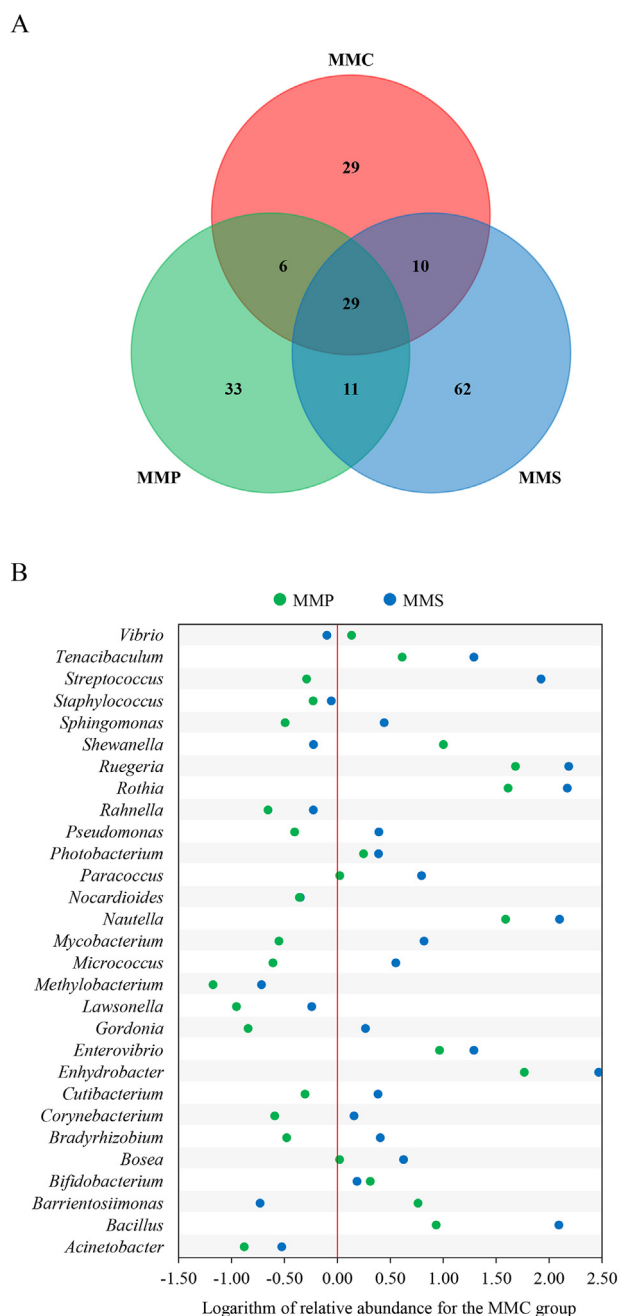 A
MMC
29
6
10
29
33
11
62
MMP
MMS
B
MMP
MMS
Vibrio
Tenacibaculum
Streptococcus
Staphylococcus
Sphingomonas
Shewanella
Ruegeria
Rothia
Rahnella
Pseudomonas
Photobacterium
Paracoccus
Nocardioides
Nautella
Mycobacterium
Micrococcus
Methylobacterium
Lawsonella
Gordonia
Enterovibrio
Enhydrobacter
Cutibacterium
Corynebacterium
Bradyrhizobium
Bosea
Bifidobacterium
Barrientosiimonas
Bacillus
Acinetobacter
-1.50 -1.00 -0.50 0.00 0.50 1.00 1.50 2.00 2.50
Logarithm of relative abundance for the MMC group